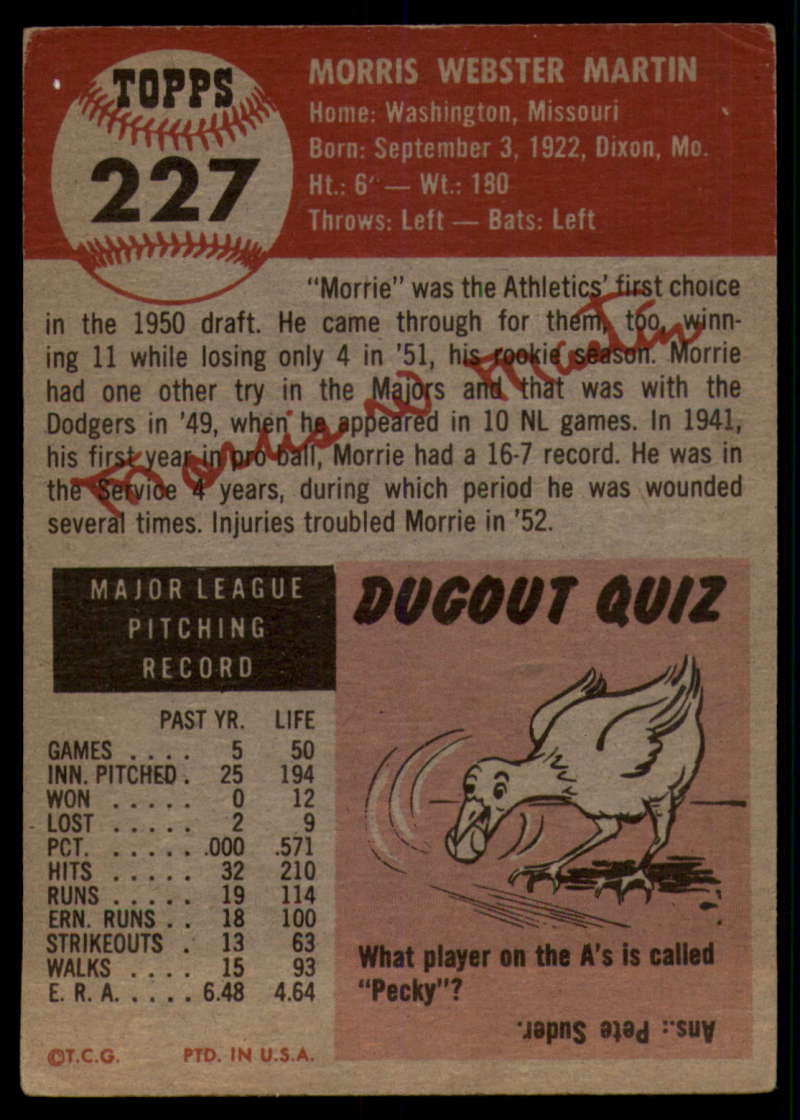 TOPPS
227
MORRIS WEBSTER MARTIN
Home: Washington, Missouri
Born: September 3, 1922, Dixon, Mo.
Ht.: 6' — Wt.: 180
Throws: Left — Bats: Left
"Morrie" was the Athletics' first choice
in the 1950 draft. He came through for them, too, winn-
ing 11 while losing only 4 in '51, his rookie season. Morrie
had one other try in the Majors and that was with the
Dodgers in '49, when he appeared in 10 NL games. In 1941,
his first year in pro ball, Morrie had a 16-7 record. He was in
the Service 4 years, during which period he was wounded
several times. Injuries troubled Morrie in '52.
Morris W Martin
MAJOR LEAGUE
PITCHING
RECORD
PAST YR. LIFE
GAMES . . . . 5 50
INN. PITCHED . 25 194
WON . . . . . 0 12
LOST . . . . . 2 9
PCT. . . . . . .000 .571
HITS . . . . . 32 210
RUNS . . . . . 19 114
ERN. RUNS . . 18 100
STRIKEOUTS . 13 63
WALKS . . . . 15 93
E. R. A. . . . . 6.48 4.64
©T.C.G. PTD. IN U.S.A.
DUGOUT QUIZ
What player on the A's is called
"Pecky"?
Ans.: Pete Suder.